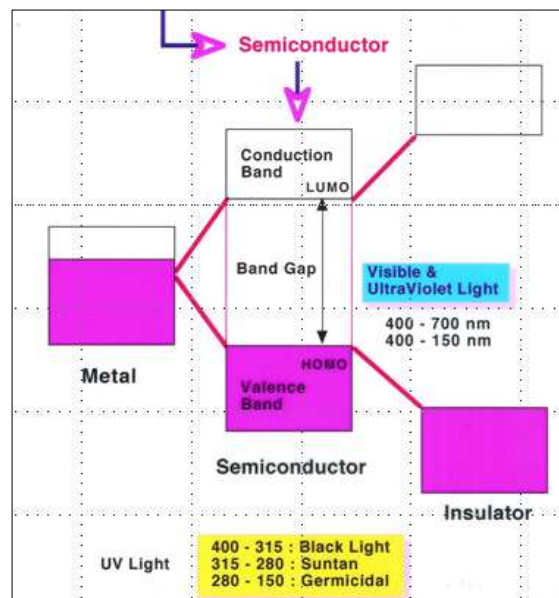 Semiconductor
Conduction
Band
LUMO
Band Gap
Visible &
UltraViolet Light
400 - 700 nm
400 - 150 nm
HOMO
Metal
Valence
Band
Semiconductor
Insulator
UV Light
400 - 315 : Black Light
315 - 280 : Suntan
280 - 150 : Germicidal